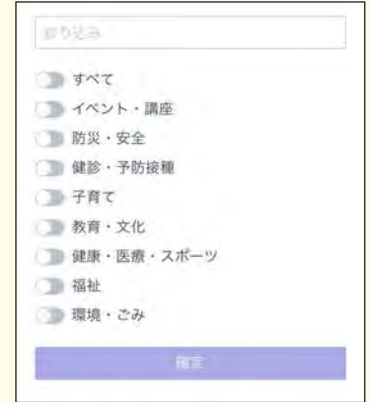 絞り込み
すべて
イベント・講座
防災・安全
健診・予防接種
子育て
教育・文化
健康・医療・スポーツ
福祉
環境・ごみ
確定